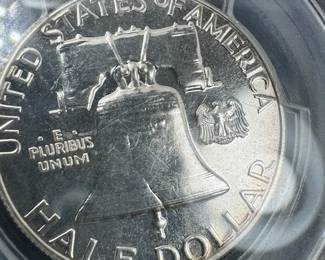 UNITED STATES OF AMERICA
E
PLURIBUS
UNUM
HALF DOLLAR